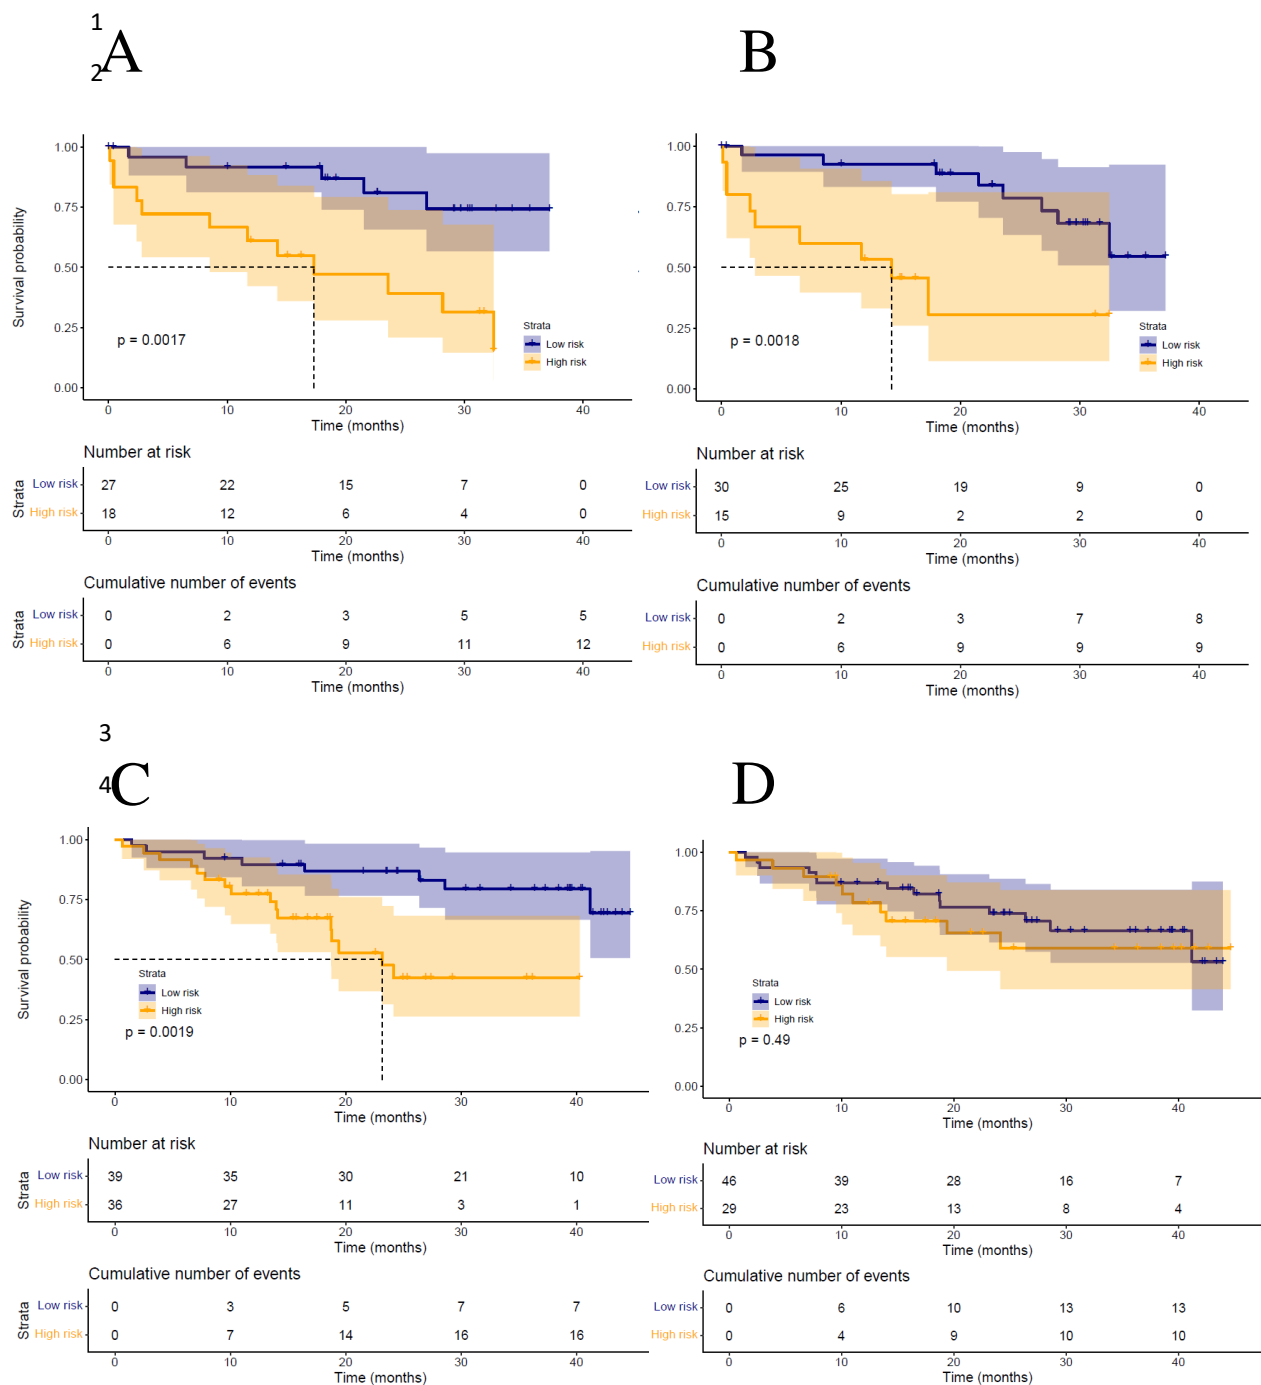 1
2
A
B
1.00
0.75
0.50
0.25
0.00
Survival probability
p = 0.0017
Strata
Low risk
High risk
0 10 20 30 40
Time (months)
Number at risk
Strata
Low risk 27 22 15 7 0
High risk 18 12 6 4 0
0 10 20 30 40
Time (months)
Cumulative number of events
Strata
Low risk 0 2 3 5 5
High risk 0 6 9 11 12
0 10 20 30 40
Time (months)
1.00
0.75
0.50
0.25
0.00
p = 0.0018
Strata
Low risk
High risk
0 10 20 30 40
Time (months)
Number at risk
Low risk 30 25 19 9 0
High risk 15 9 2 2 0
0 10 20 30 40
Time (months)
Cumulative number of events
Low risk 0 2 3 7 8
High risk 0 6 9 9 9
0 10 20 30 40
Time (months)
3
4
C
D
1.00
0.75
0.50
0.25
0.00
Survival probability
Strata
Low risk
High risk
p = 0.0019
0 10 20 30 40
Time (months)
Number at risk
Strata
Low risk 39 35 30 21 10
High risk 36 27 11 3 1
0 10 20 30 40
Time (months)
Cumulative number of events
Strata
Low risk 0 3 5 7 7
High risk 0 7 14 16 16
0 10 20 30 40
Time (months)
1.00
0.75
0.50
0.25
0.00
Strata
Low risk
High risk
p = 0.49
0 10 20 30 40
Time (months)
Number at risk
Low risk 46 39 28 16 7
High risk 29 23 13 8 4
0 10 20 30 40
Time (months)
Cumulative number of events
Low risk 0 6 10 13 13
High risk 0 4 9 10 10
0 10 20 30 40
Time (months)